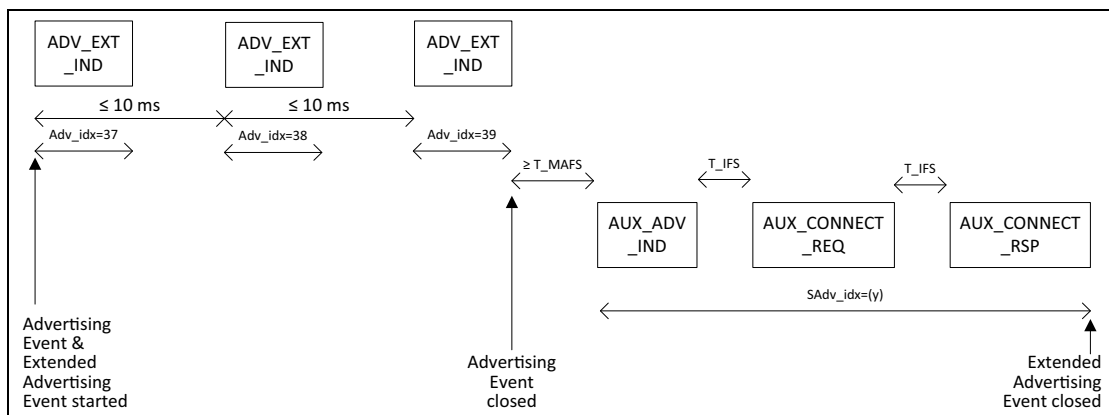 ADV_EXT
_IND
ADV_EXT
_IND
ADV_EXT
_IND
≤ 10 ms
≤ 10 ms
Adv_idx=37
Adv_idx=38
Adv_idx=39
≥ T_MAFS
T_IFS
T_IFS
AUX_ADV
_IND
AUX_CONNECT
_REQ
AUX_CONNECT
_RSP
SAdv_idx=(y)
Advertising
Event &
Extended
Advertising
Event started
Advertising
Event
closed
Extended
Advertising
Event closed